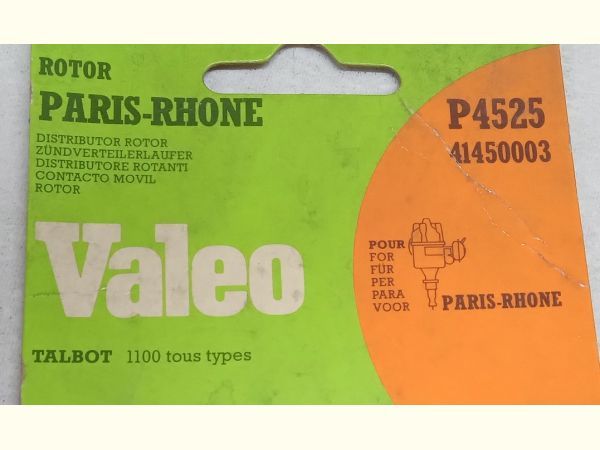 ROTOR
PARIS-RHONE
DISTRIBUTOR ROTOR
ZÜNDVERTEILERLAUFER
DISTRIBUTORE ROTANTI
CONTACTO MOVIL
ROTOR
Valeo
TALBOT 1100 tous types
P4525
41450003
POUR
FOR
FÜR
PER
PARA
VOOR
PARIS-RHONE